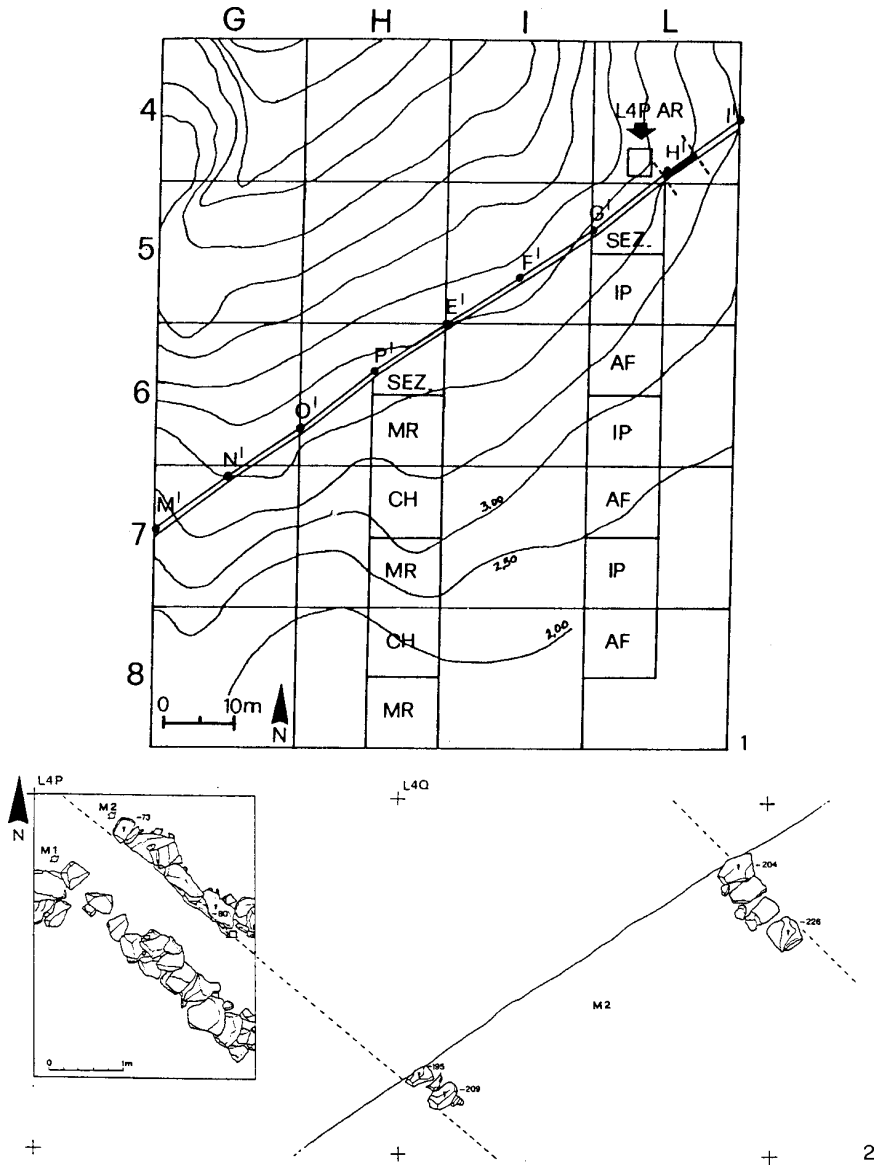 G H I L
4
L4P AR
I'
H'
G'
5
SEZ.
F'
IP
E'
P'
AF
6
SEZ.
O'
MR
IP
N'
M'
CH
3.00
AF
7
MR
2,50
IP
CH
2,00
AF
8
0 10m
N
MR
1
L4P
L4Q
N
M2
-73
M1
-80
-204
-226
M2
-195
-209
0 1m
2